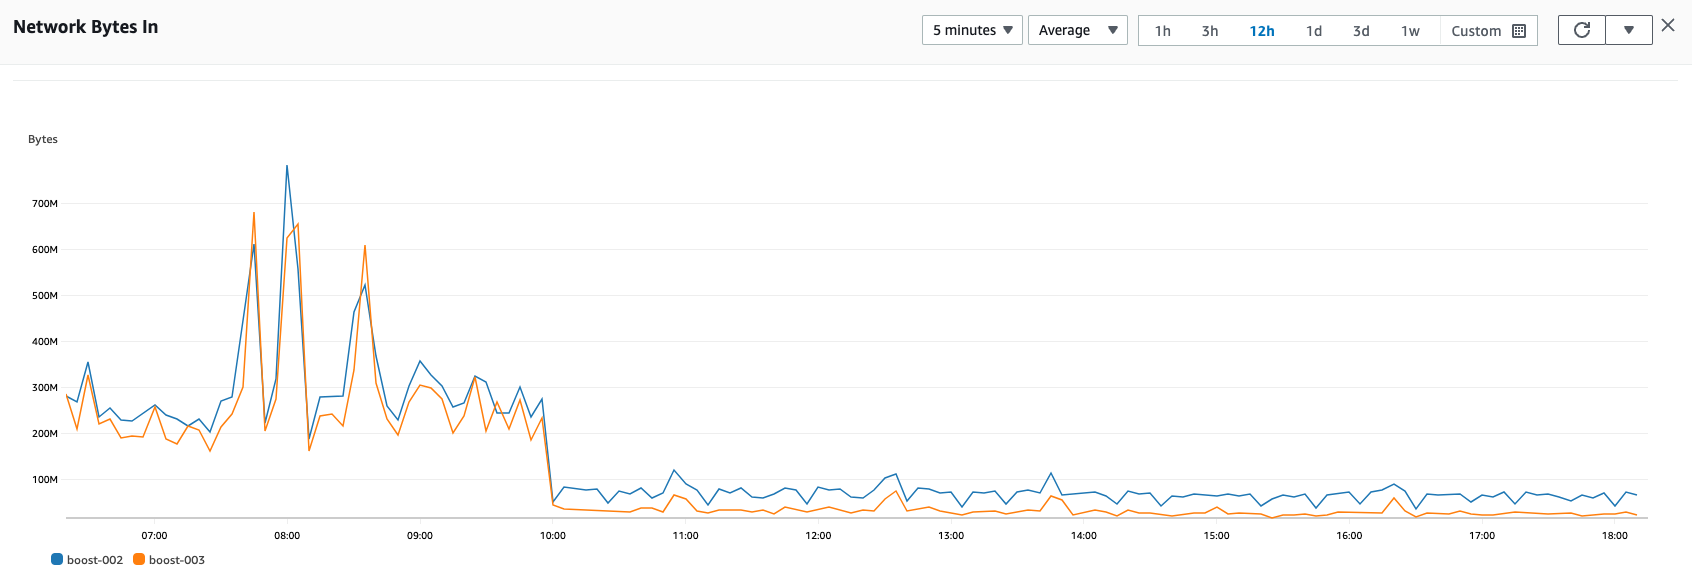 Network Bytes In
5 minutes
Average
1h 3h 12h 1d 3d 1w Custom
Bytes
700M
600M
500M
400M
300M
200M
100M
07:00 08:00 09:00 10:00 11:00 12:00 13:00 14:00 15:00 16:00 17:00 18:00
boost-002 boost-003